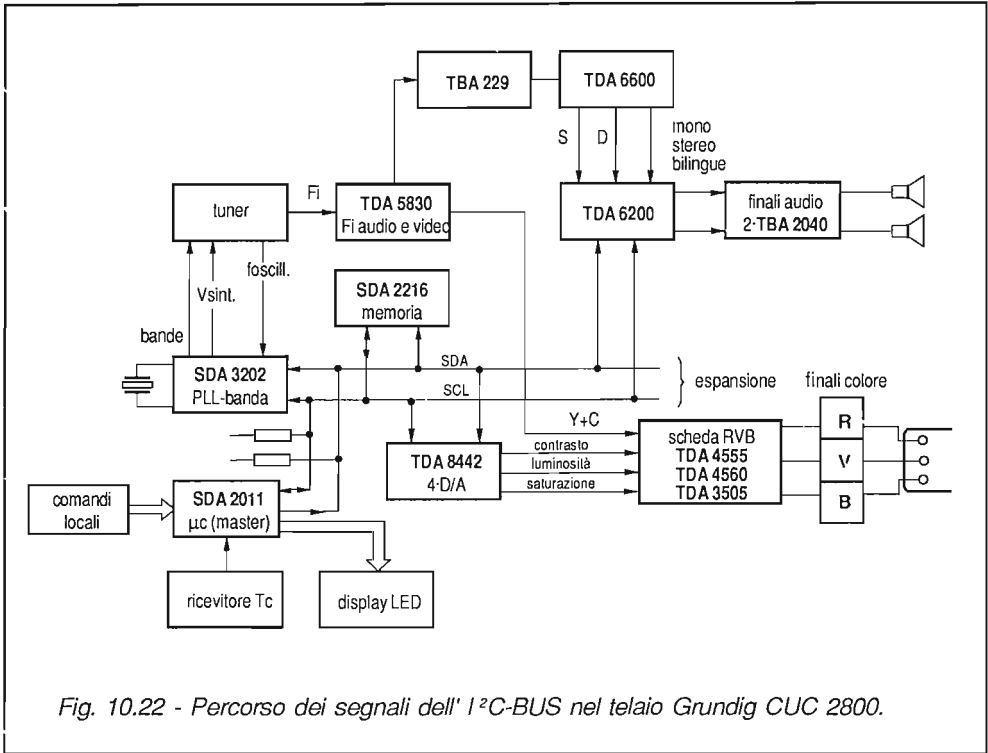 TBA 229
TDA 6600
S
D
mono
stereo
bilingue
tuner
Fi
TDA 5830
Fi audio e video
TDA 6200
finali audio
2·TBA 2040
foscill.
Vsint.
bande
SDA 2216
memoria
SDA 3202
PLL-banda
SDA
SCL
espansione
finali colore
Y+C
contrasto
luminosità
saturazione
TDA 8442
4·D/A
scheda RVB
TDA 4555
TDA 4560
TDA 3505
R
V
B
comandi
locali
SDA 2011
µc (master)
ricevitore Tc
display LED
Fig. 10.22 - Percorso dei segnali dell' I²C-BUS nel telaio Grundig CUC 2800.